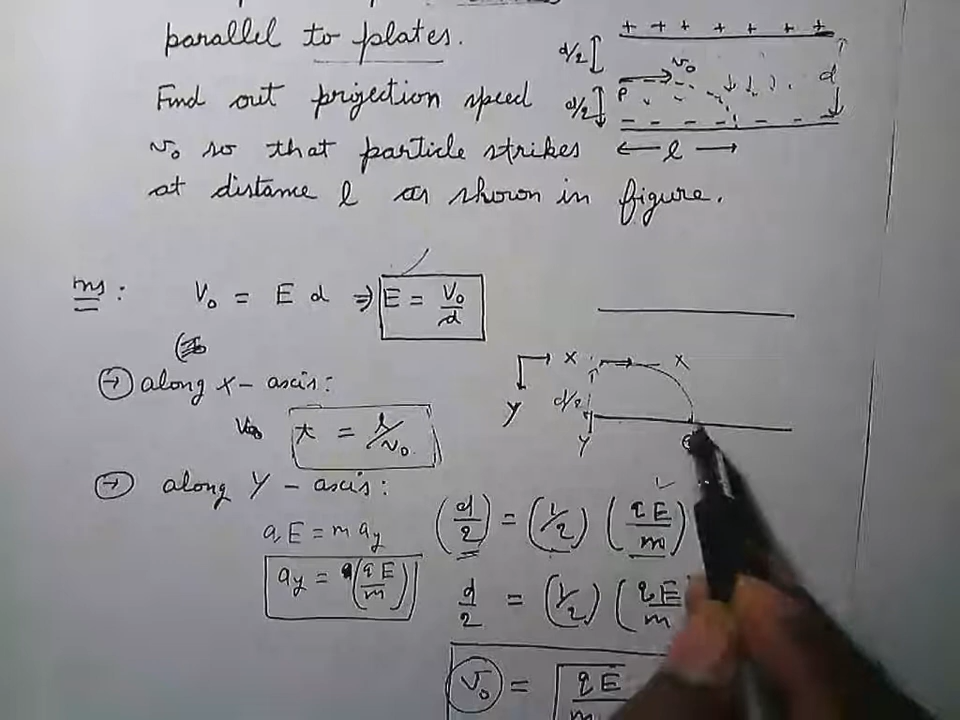 parallel to plates.
Find out projection speed
v₀ so that particle strikes
at distance l as shown in figure.
+ + + + + + +
d/2
v₀
P
d
d/2
- - - - - - -
← l →
Ans: V₀ = E d ⇒ E = V₀/d
→ along x-axis:
t = l/v₀
→ along Y-axis:
qE = m ay
ay = (qE/m)
X
Y
X
d/2
Y
(d/2) = (1/2) (qE/m)
d/2 = (1/2) (qE/m
v₀ = √ qE/m